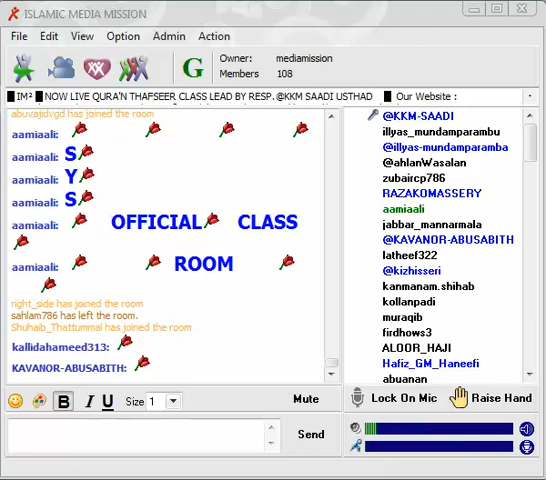 ISLAMIC MEDIA MISSION
File Edit View Option Admin Action
G Owner: mediamission
Members 108
IM² NOW LIVE QURA'N THAFSEER CLASS LEAD BY RESP.@KKM SAADI USTHAD Our Website :
abuvajidvgd has joined the room
aamiaali:
aamiaali: S
aamiaali: Y
aamiaali: S
aamiaali: OFFICIAL CLASS
aamiaali: ROOM
right_side has joined the room
sahlam786 has left the room.
Shuhaib_Thattummal has joined the room
kallidahameed313:
KAVANOR-ABUSABITH:
@KKM-SAADI
illyas_mundamparambu
@illyas-mundamparamba
@ahlanWasalan
zubaircp786
RAZAKOMASSERY
aamiaali
jabbar_mannarmala
@KAVANOR-ABUSABITH
latheef322
@kizhisseri
kanmanam.shihab
kollanpadi
muraqib
firdhows3
ALOOR_HAJI
Hafiz_GM_Haneefi
abuanan
B I U Size 1 Mute
Lock On Mic Raise Hand
Send